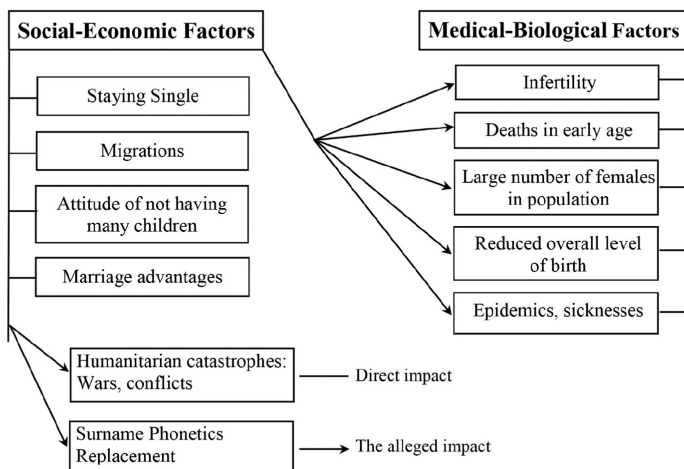 Social-Economic Factors
Staying Single
Migrations
Attitude of not having
many children
Marriage advantages
Humanitarian catastrophes:
Wars, conflicts
Direct impact
Surname Phonetics
Replacement
The alleged impact
Medical-Biological Factors
Infertility
Deaths in early age
Large number of females
in population
Reduced overall level
of birth
Epidemics, sicknesses